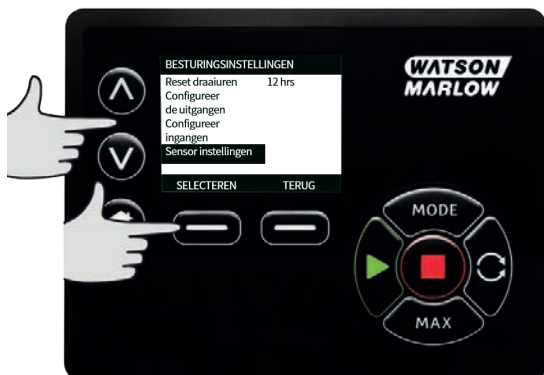 BESTURINGSINSTELLINGEN
Reset draaiuren 12 hrs
Configureer
de uitgangen
Configureer
ingangen
Sensor instellingen
SELECTEREN TERUG
WATSON
MARLOW
MODE
MAX